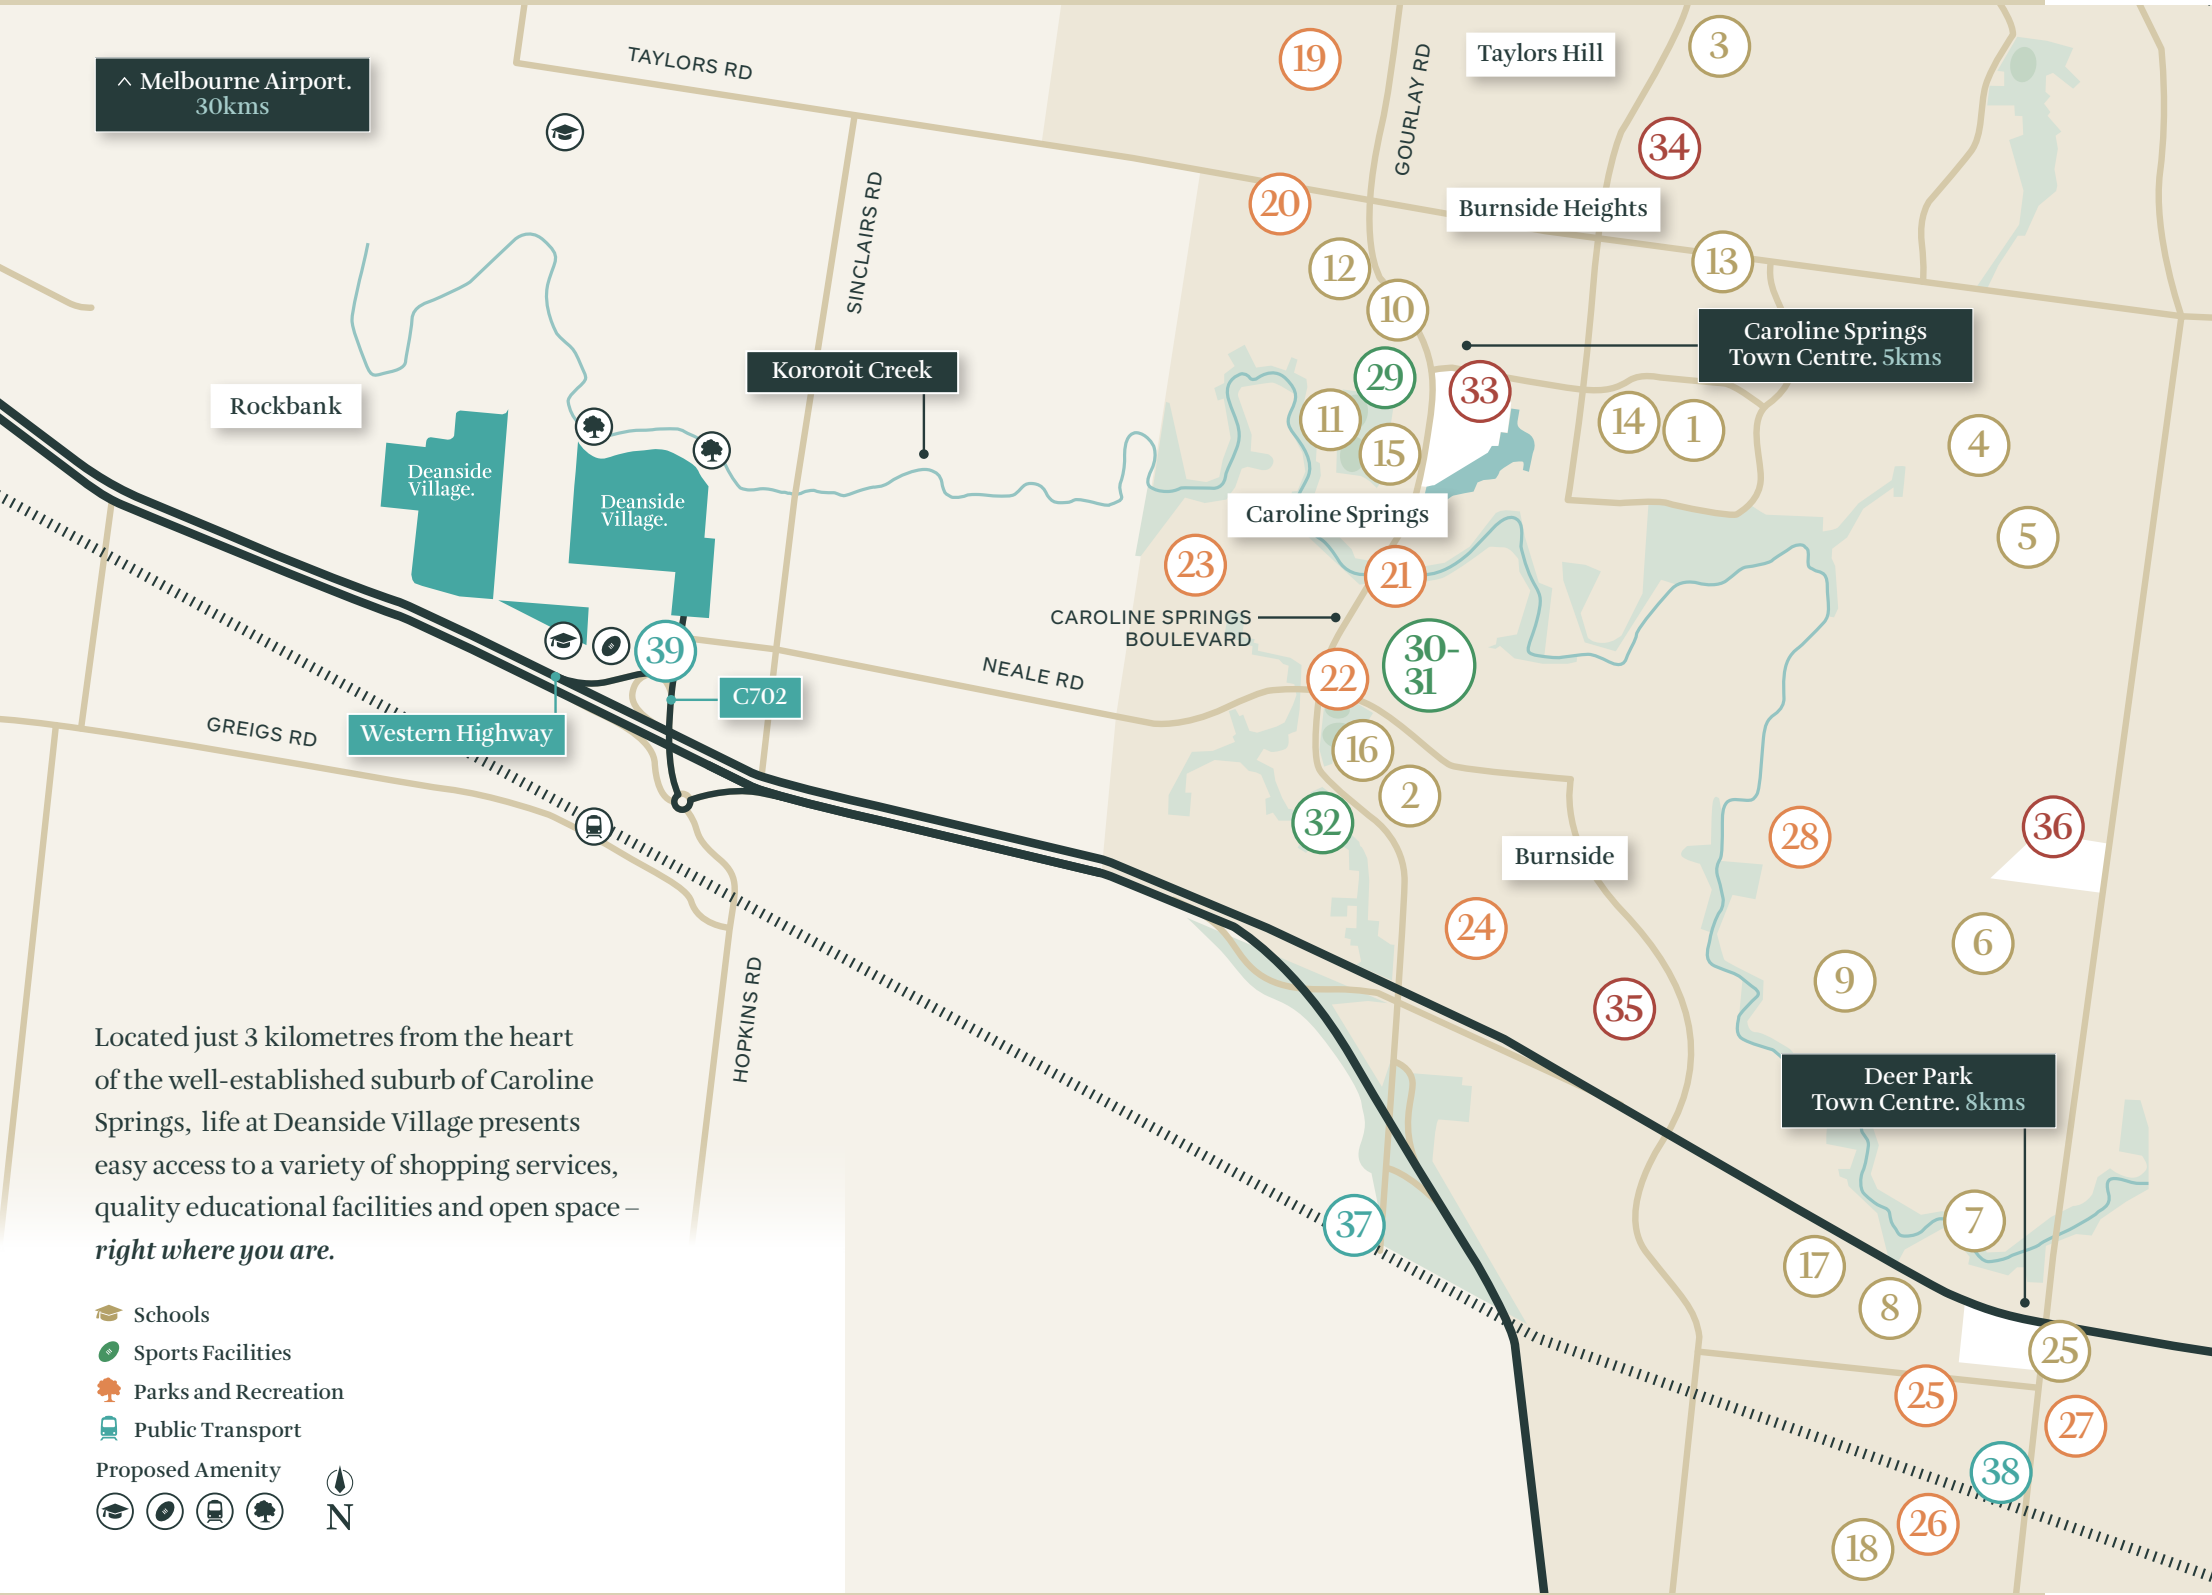 ^ Melbourne Airport.
30kms
TAYLORS RD
19
GOURLAY RD
Taylors Hill
3
34
20
Burnside Heights
12
13
10
SINCLAIRS RD
Caroline Springs
Town Centre. 5kms
Kororoit Creek
29
33
Rockbank
11
15
14
1
4
Deanside
Village.
Deanside
Village.
Caroline Springs
5
23
21
CAROLINE SPRINGS
BOULEVARD
39
NEALE RD
22
30-
31
C702
Western Highway
GREIGS RD
16
2
32
28
36
Burnside
24
6
9
35
HOPKINS RD
Deer Park
Town Centre. 8kms
Located just 3 kilometres from the heart
of the well-established suburb of Caroline
Springs, life at Deanside Village presents
easy access to a variety of shopping services,
quality educational facilities and open space –
right where you are.
37
7
17
8
25
25
27
38
26
18
Schools
Sports Facilities
Parks and Recreation
Public Transport
Proposed Amenity
N